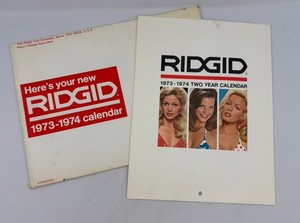 Here's your new
RIDGID
1973-1974 calendar
RIDGID
1973-1974 TWO YEAR CALENDAR